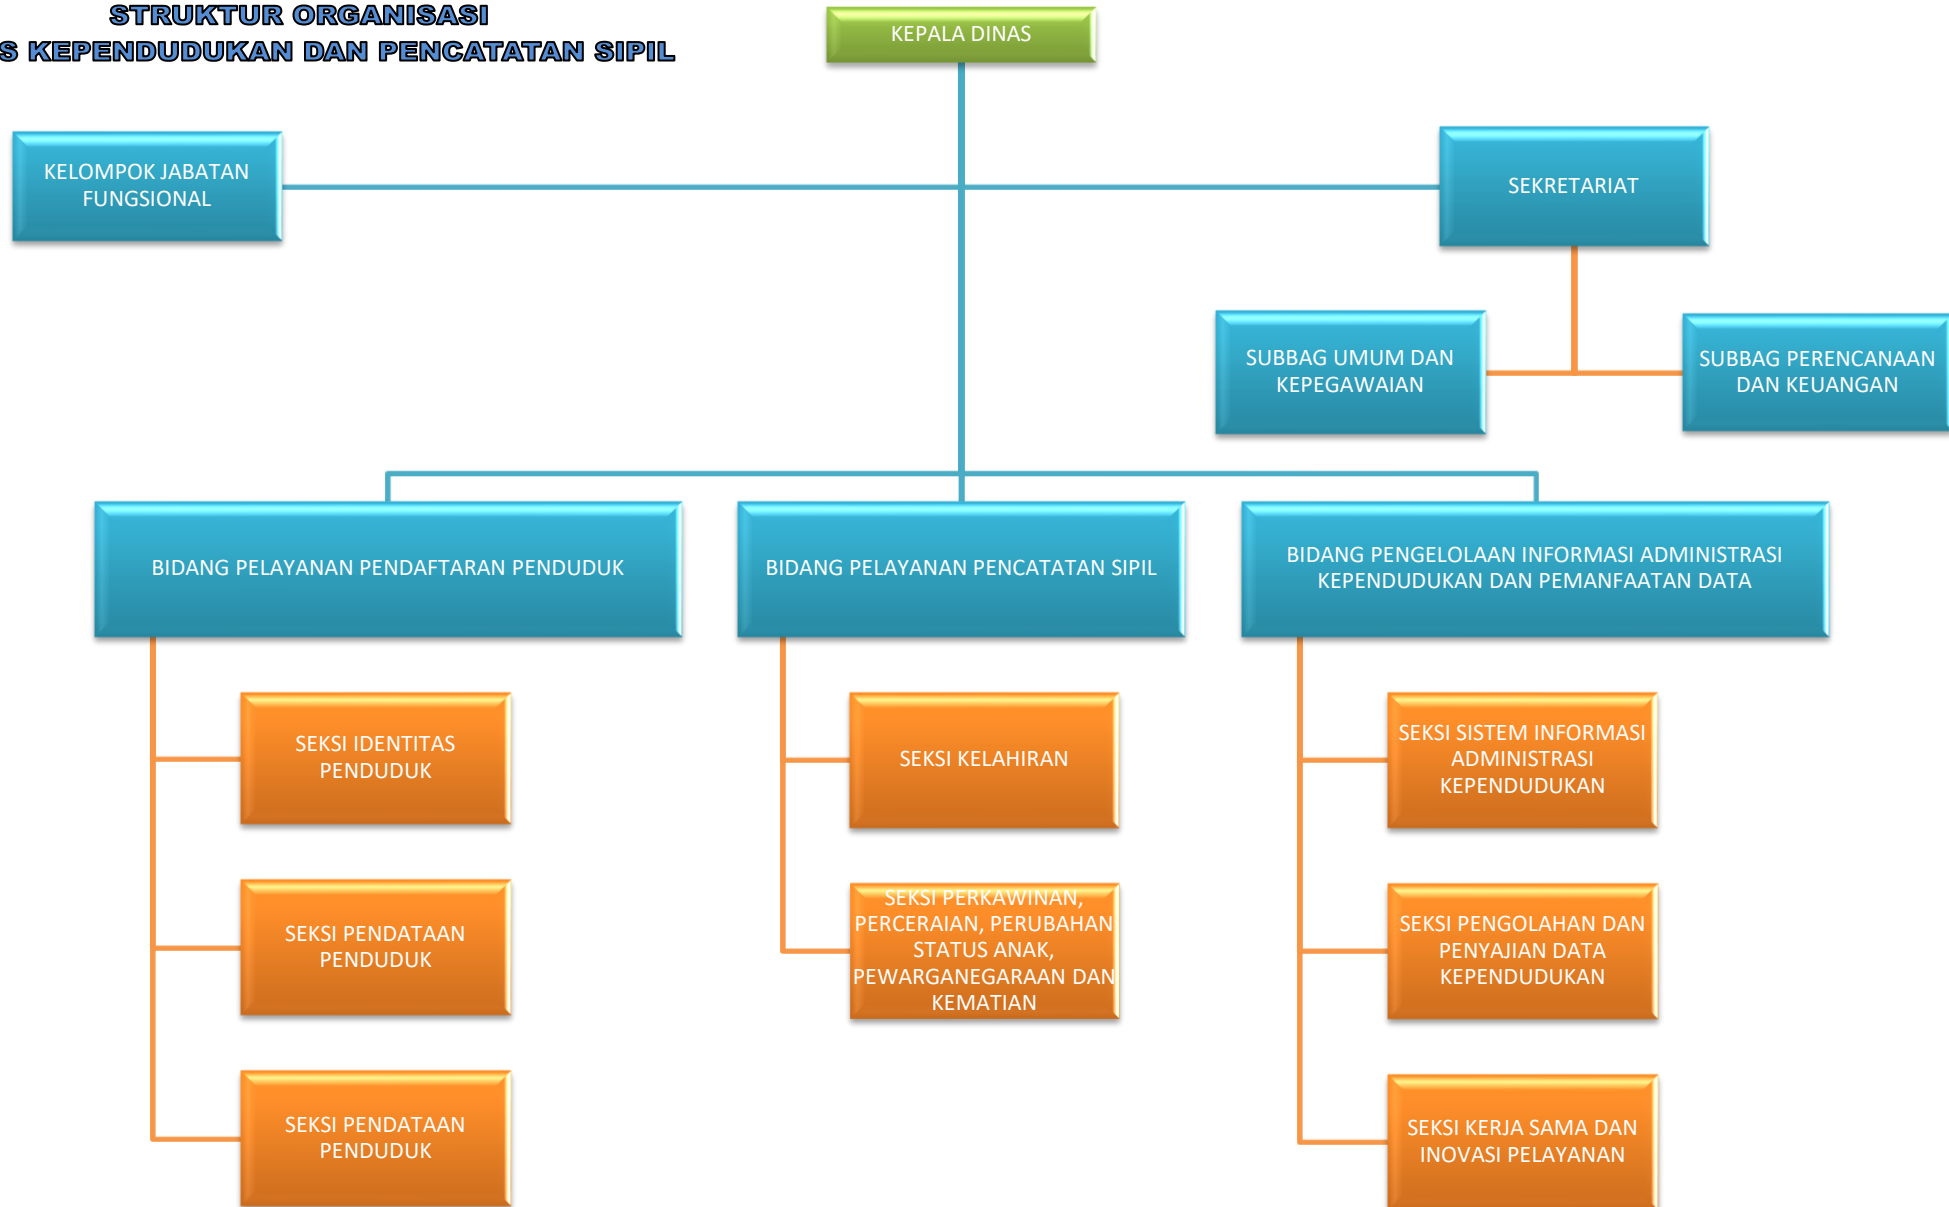 STRUKTUR ORGANISASI
S KEPENDUDUKAN DAN PENCATATAN SIPIL
KEPALA DINAS
KELOMPOK JABATAN
FUNGSIONAL
SEKRETARIAT
SUBBAG UMUM DAN
KEPEGAWAIAN
SUBBAG PERENCANAAN
DAN KEUANGAN
BIDANG PELAYANAN PENDAFTARAN PENDUDUK
BIDANG PELAYANAN PENCATATAN SIPIL
BIDANG PENGELOLAAN INFORMASI ADMINISTRASI
KEPENDUDUKAN DAN PEMANFAATAN DATA
SEKSI IDENTITAS
PENDUDUK
SEKSI PENDATAAN
PENDUDUK
SEKSI PENDATAAN
PENDUDUK
SEKSI KELAHIRAN
SEKSI PERKAWINAN,
PERCERAIAN, PERUBAHAN
STATUS ANAK,
PEWARGANEGARAAN DAN
KEMATIAN
SEKSI SISTEM INFORMASI
ADMINISTRASI
KEPENDUDUKAN
SEKSI PENGOLAHAN DAN
PENYAJIAN DATA
KEPENDUDUKAN
SEKSI KERJA SAMA DAN
INOVASI PELAYANAN